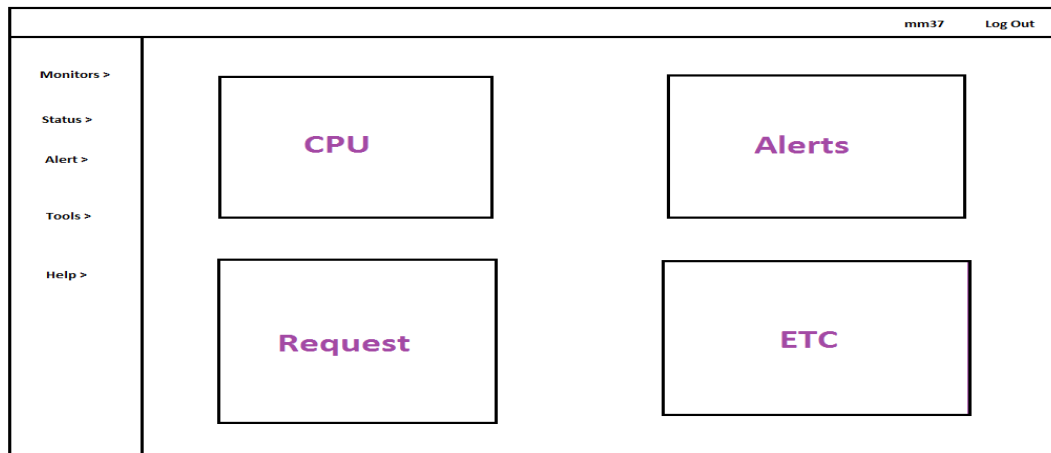 mm37 Log Out
Monitors >
Status >
Alert >
Tools >
Help >
CPU
Alerts
Request
ETC